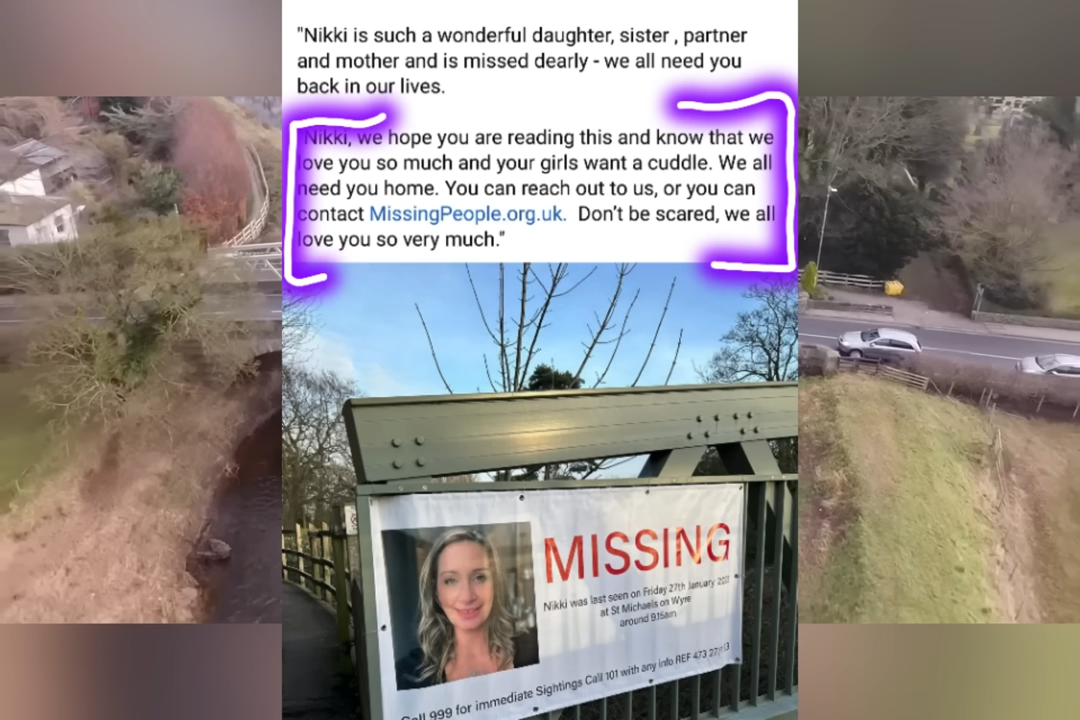 "Nikki is such a wonderful daughter, sister , partner
and mother and is missed dearly - we all need you
back in our lives.
"Nikki, we hope you are reading this and know that we
love you so much and your girls want a cuddle. We all
need you home. You can reach out to us, or you can
contact MissingPeople.org.uk. Don't be scared, we all
love you so very much."
MISSING
Nikki was last seen on Friday 27th January
at St Michaels on Wyre
around 9.15am
Call 999 for immediate Sightings Call 101 with any info REF 473